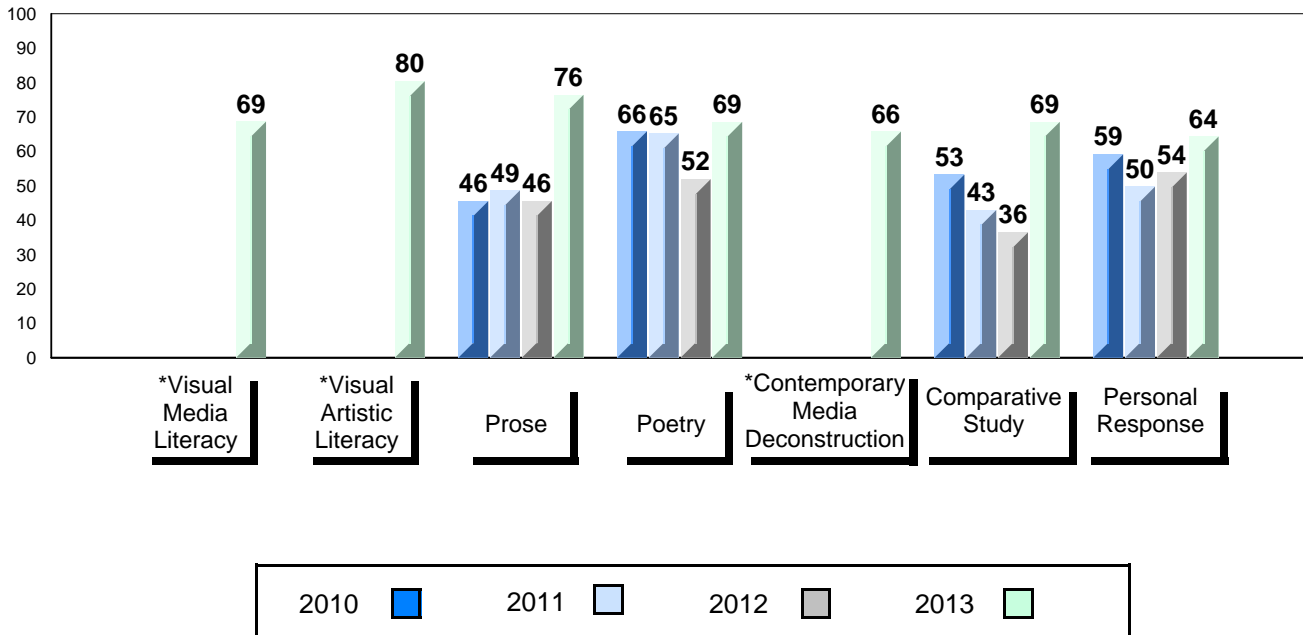 100
90
80
70
60
50
40
30
20
10
0
69
80
46
49
46
76
66
65
52
69
66
53
43
36
69
59
50
54
64
*Visual
Media
Literacy
*Visual
Artistic
Literacy
Prose
Poetry
*Contemporary
Media
Deconstruction
Comparative
Study
Personal
Response
2010
2011
2012
2013